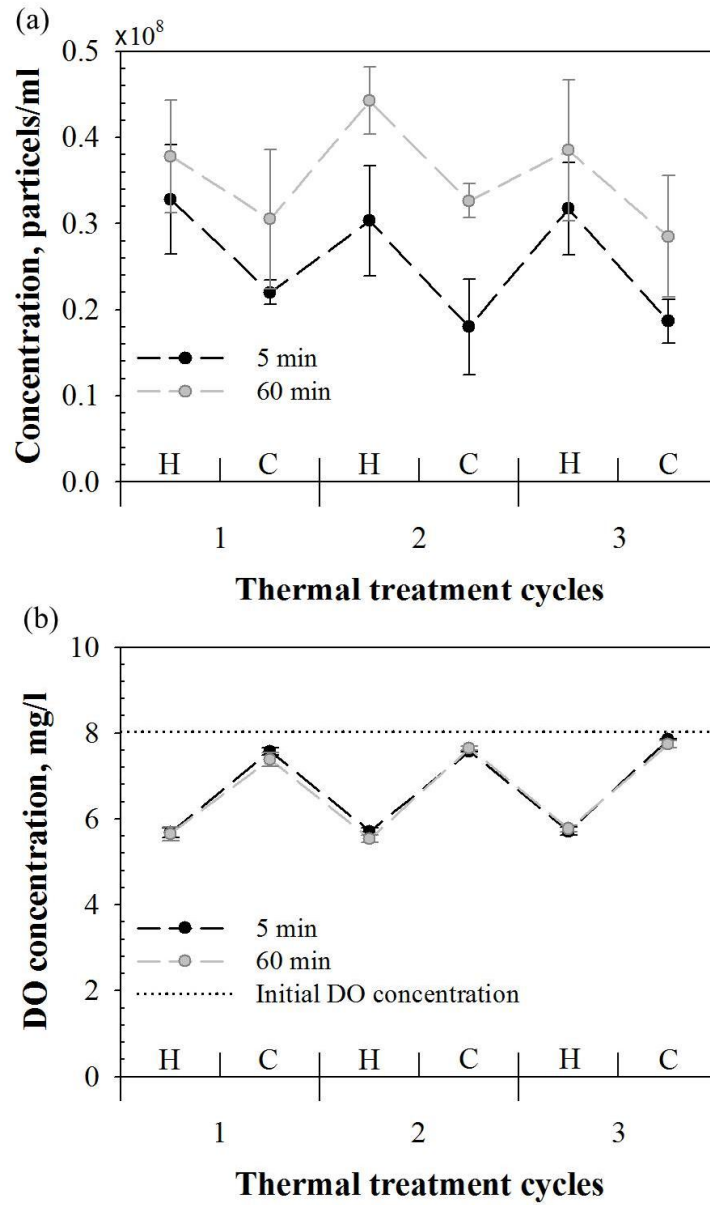 (a)
×10⁸
0.5
0.4
0.3
0.2
0.1
0.0
Concentration, particels/ml
5 min
60 min
H C H C H C
1 2 3
Thermal treatment cycles
(b)
10
8
6
4
2
0
DO concentration, mg/l
5 min
60 min
Initial DO concentration
H C H C H C
1 2 3
Thermal treatment cycles